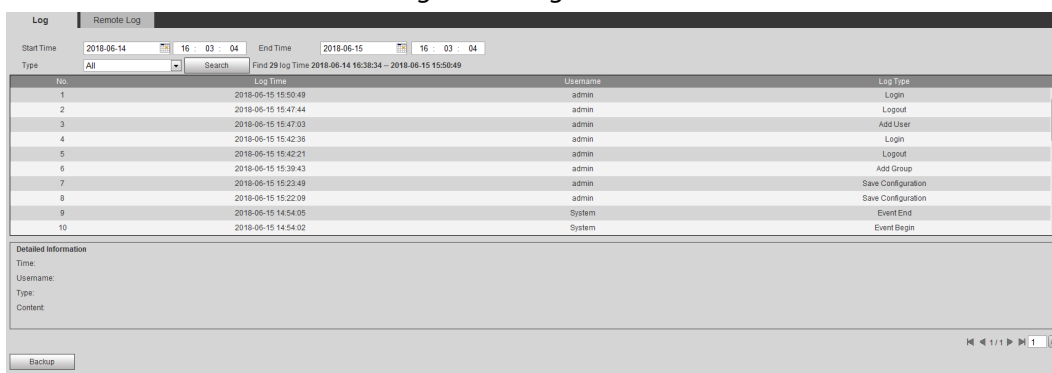 Log Remote Log
Start Time 2018-06-14 16 : 03 : 04 End Time 2018-06-15 16 : 03 : 04
Type All Search Find 29 log Time 2018-06-14 16:38:34 -- 2018-06-15 15:50:49
No. Log Time Username Log Type
1 2018-06-15 15:50:49 admin Login
2 2018-06-15 15:47:44 admin Logout
3 2018-06-15 15:47:03 admin Add User
4 2018-06-15 15:42:36 admin Login
5 2018-06-15 15:42:21 admin Logout
6 2018-06-15 15:39:43 admin Add Group
7 2018-06-15 15:23:49 admin Save Configuration
8 2018-06-15 15:22:09 admin Save Configuration
9 2018-06-15 14:54:05 System Event End
10 2018-06-15 14:54:02 System Event Begin
Detailed Information
Time:
Username:
Type:
Content:
1/1 1
Backup